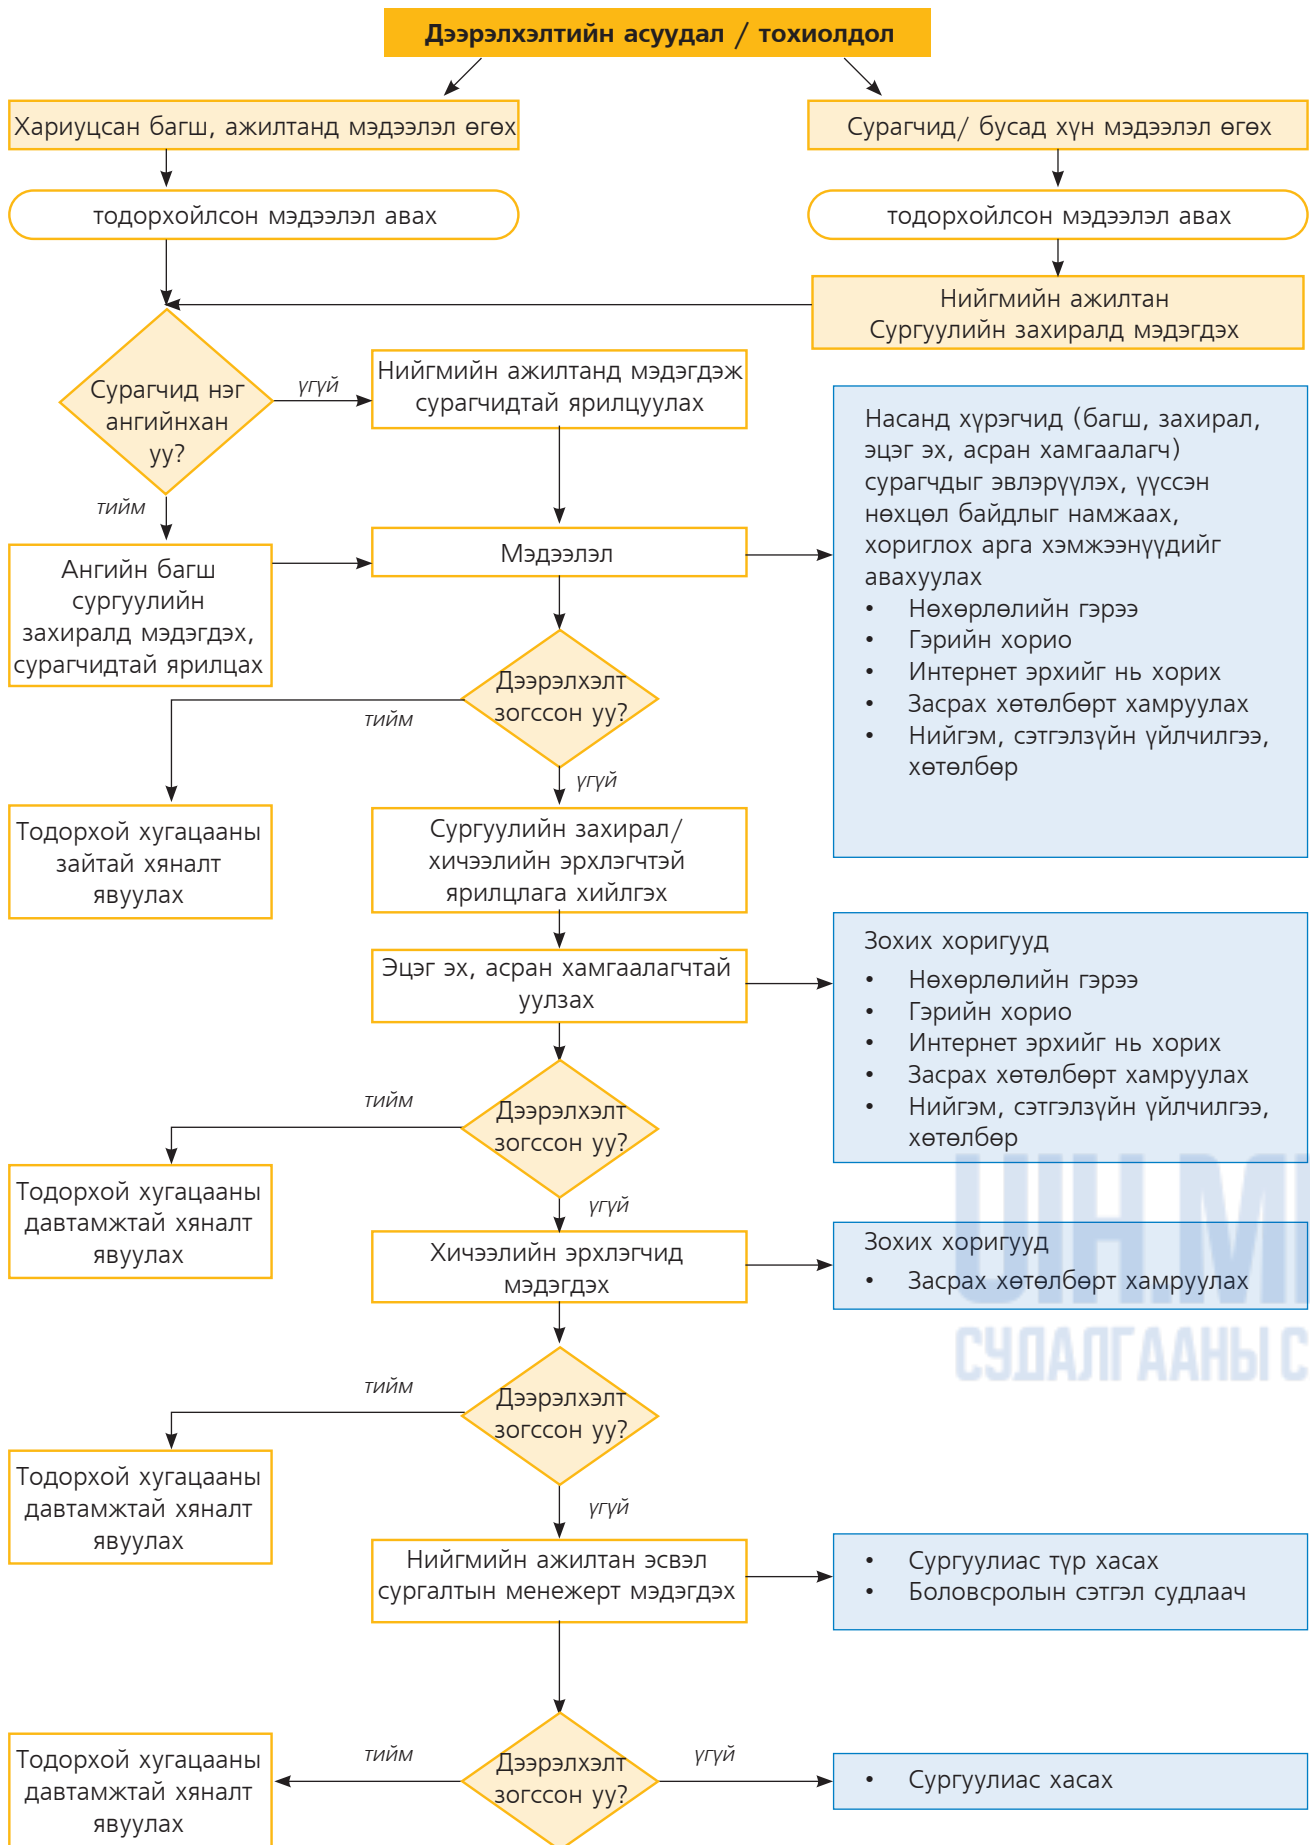 Дээрэлхэлтийн асуудал / тохиолдол
Хариуцсан багш, ажилтанд мэдээлэл өгөх
Сурагчид/ бусад хүн мэдээлэл өгөх
тодорхойлсон мэдээлэл авах
тодорхойлсон мэдээлэл авах
Нийгмийн ажилтан
Сургуулийн захиралд мэдэгдэх
Сурагчид нэг
ангийнхан
уу?
үгүй
Нийгмийн ажилтанд мэдэгдэж
сурагчидтай ярилцуулах
тийм
Ангийн багш
сургуулийн
захиралд мэдэгдэх,
сурагчидтай ярилцах
Мэдээлэл
Насанд хүрэгчид (багш, захирал,
эцэг эх, асран хамгаалагч)
сурагчдыг эвлэрүүлэх, үүссэн
нөхцөл байдлыг намжаах,
хориглох арга хэмжээнүүдийг
авахуулах
• Нөхөрлөлийн гэрээ
• Гэрийн хорио
• Интернет эрхийг нь хорих
• Засрах хөтөлбөрт хамруулах
• Нийгэм, сэтгэлзүйн үйлчилгээ,
хөтөлбөр
Дээрэлхэлт
зогссон уу?
тийм
үгүй
Тодорхой хугацааны
зайтай хяналт
явуулах
Сургуулийн захирал/
хичээлийн эрхлэгчтэй
ярилцлага хийлгэх
Эцэг эх, асран хамгаалагчтай
уулзах
Зохих хоригууд
• Нөхөрлөлийн гэрээ
• Гэрийн хорио
• Интернет эрхийг нь хорих
• Засрах хөтөлбөрт хамруулах
• Нийгэм, сэтгэлзүйн үйлчилгээ,
хөтөлбөр
Дээрэлхэлт
зогссон уу?
тийм
үгүй
Тодорхой хугацааны
давтамжтай хяналт
явуулах
Хичээлийн эрхлэгчид
мэдэгдэх
Зохих хоригууд
• Засрах хөтөлбөрт хамруулах
СУДАЛГААНЫ С
Дээрэлхэлт
зогссон уу?
тийм
үгүй
Тодорхой хугацааны
давтамжтай хяналт
явуулах
Нийгмийн ажилтан эсвэл
сургалтын менежерт мэдэгдэх
• Сургуулиас түр хасах
• Боловсролын сэтгэл судлаач
Дээрэлхэлт
зогссон уу?
тийм
үгүй
Тодорхой хугацааны
давтамжтай хяналт
явуулах
• Сургуулиас хасах